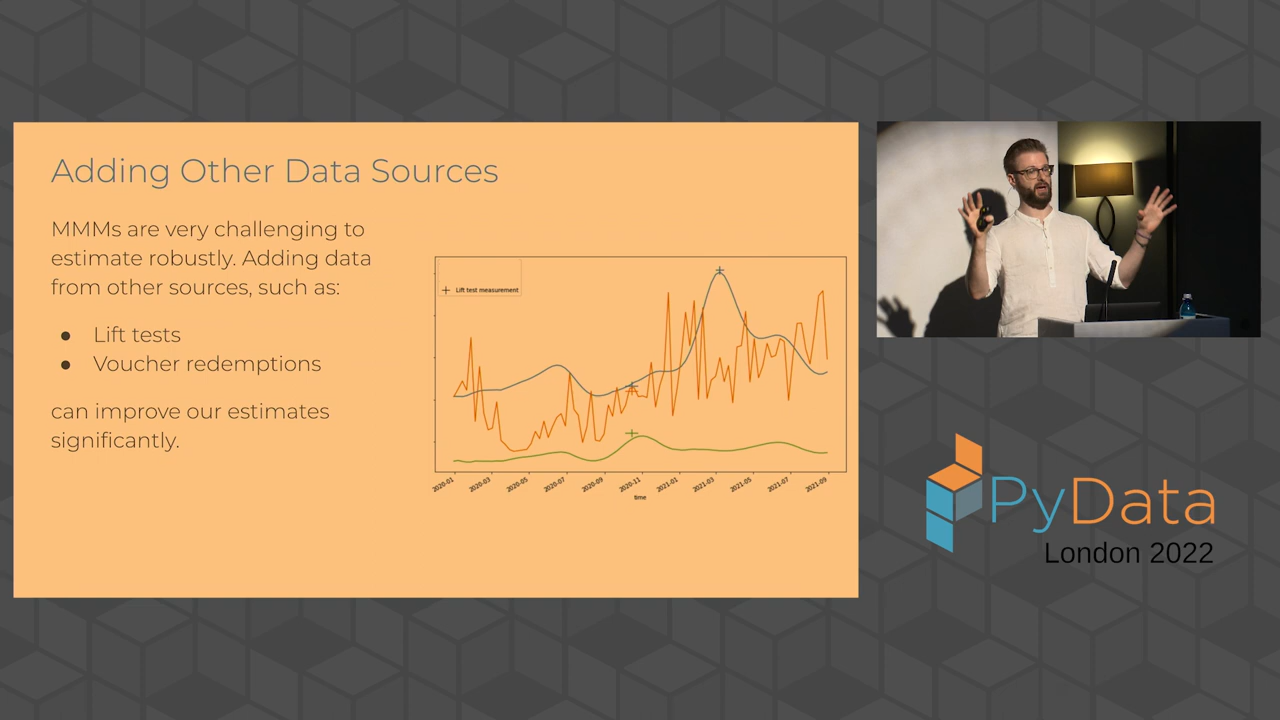 Adding Other Data Sources
MMMs are very challenging to
estimate robustly. Adding data
from other sources, such as:
● Lift tests
● Voucher redemptions
can improve our estimates
significantly.
Lift test measurement
2020-01
2020-03
2020-05
2020-07
2020-09
2020-11
2021-01
2021-03
2021-05
2021-07
2021-09
time
PyData
London 2022